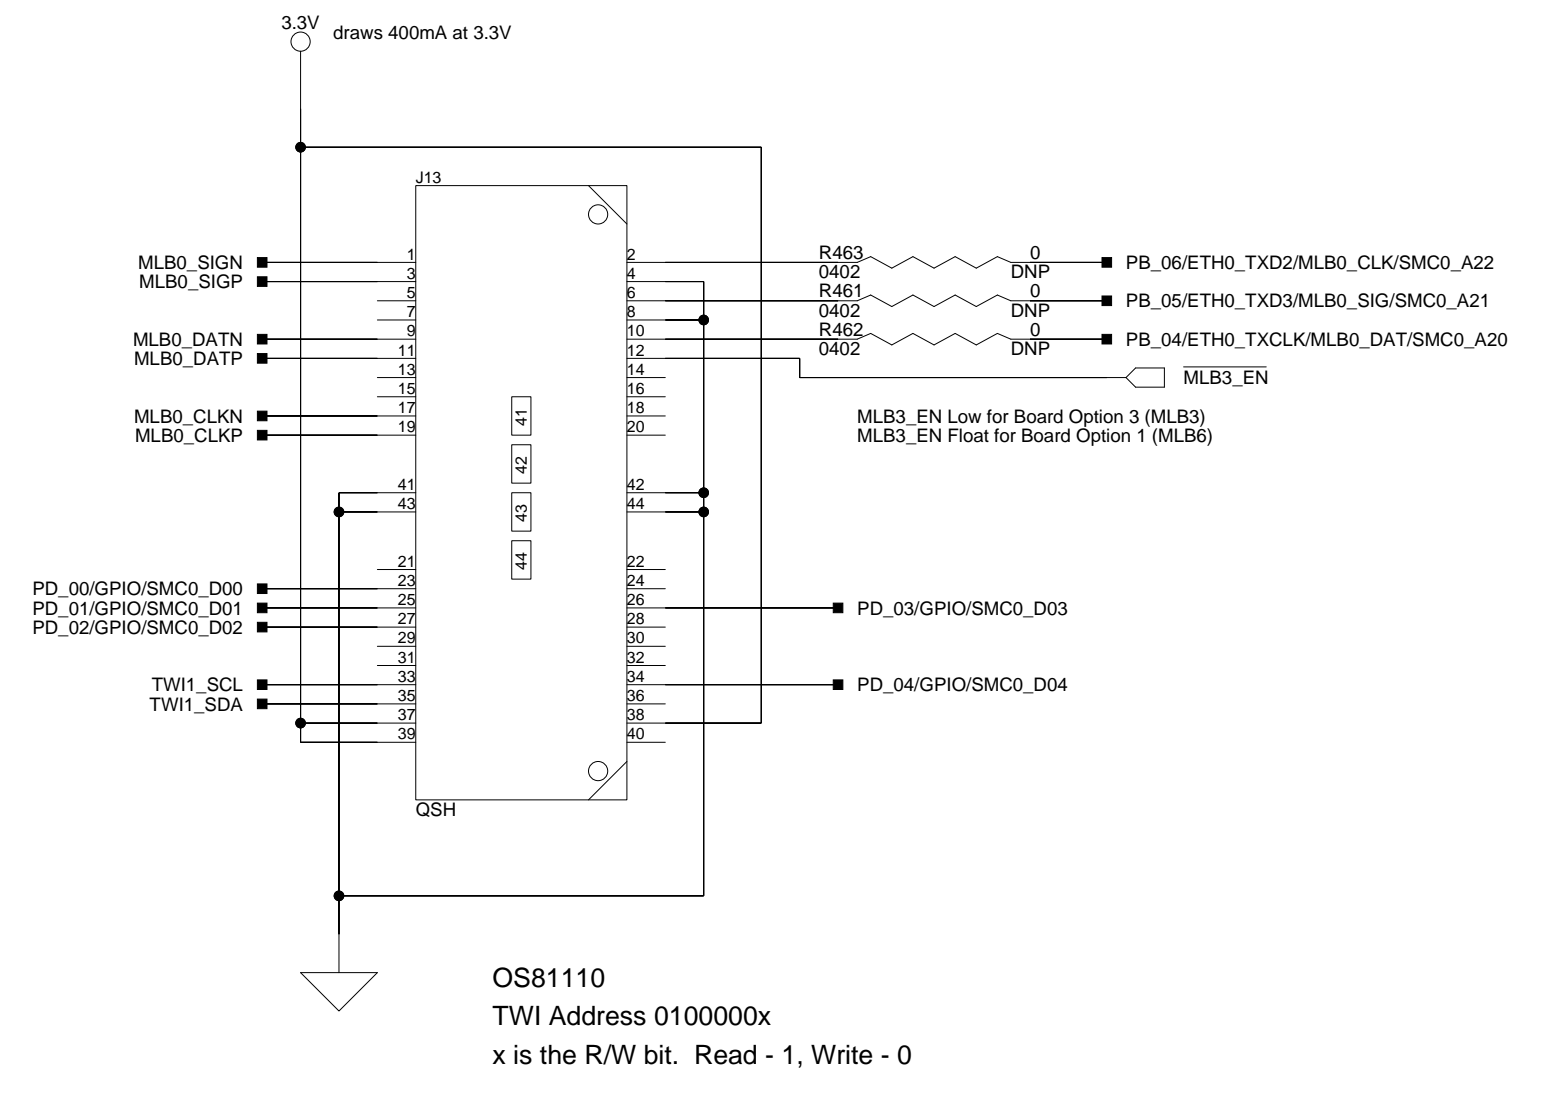 3.3V
draws 400mA at 3.3V
J13
MLB0_SIGN 1
MLB0_SIGP 3
5
7
MLB0_DATN 9
MLB0_DATP 11
13
15
MLB0_CLKN 17
MLB0_CLKP 19
41
43
21
PD_00/GPIO/SMC0_D00 23
PD_01/GPIO/SMC0_D01 25
PD_02/GPIO/SMC0_D02 27
29
31
TWI1_SCL 33
TWI1_SDA 35
37
39
41
42
43
44
2 R463 0 PB_06/ETH0_TXD2/MLB0_CLK/SMC0_A22
0402 DNP
4
6 R461 0 PB_05/ETH0_TXD3/MLB0_SIG/SMC0_A21
0402 DNP
8
10 R462 0 PB_04/ETH0_TXCLK/MLB0_DAT/SMC0_A20
0402 DNP
12 MLB3_EN
14
16
18
20
MLB3_EN Low for Board Option 3 (MLB3)
MLB3_EN Float for Board Option 1 (MLB6)
42
44
22
24
26 PD_03/GPIO/SMC0_D03
28
30
32
34 PD_04/GPIO/SMC0_D04
36
38
40
QSH
OS81110
TWI Address 0100000x
x is the R/W bit. Read - 1, Write - 0